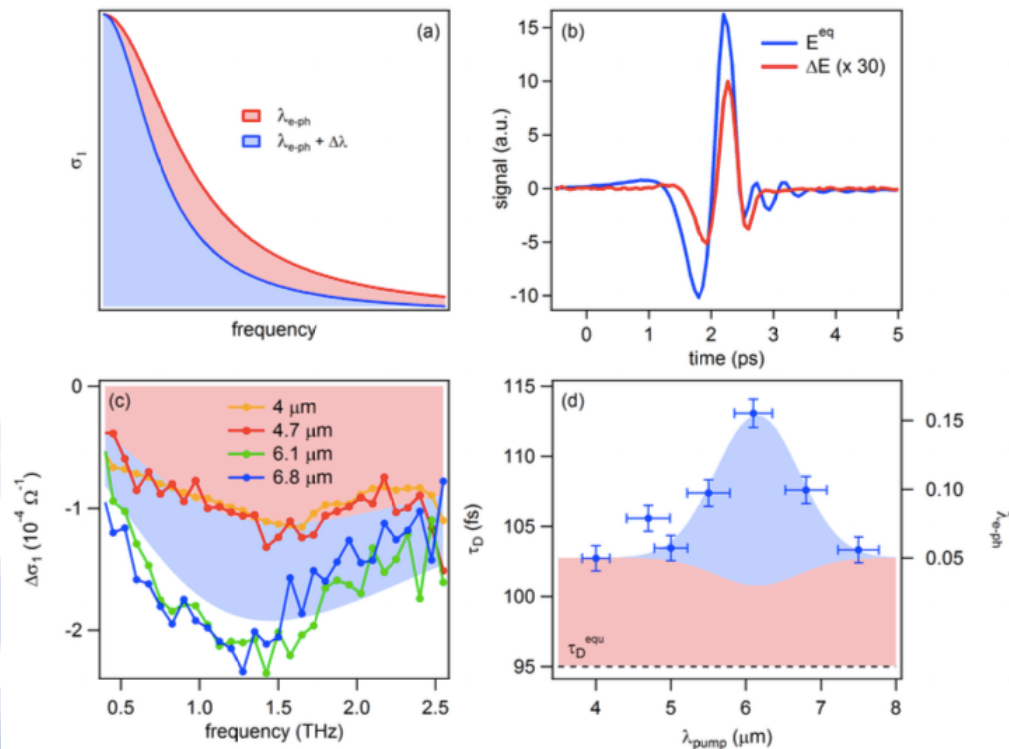 (a)
λe-ph
λe-ph + Δλ
σ1
frequency
(b)
Eeq
ΔE (x 30)
signal (a.u.)
15
10
5
0
-5
-10
0 1 2 3 4 5
time (ps)
(c)
4 μm
4.7 μm
6.1 μm
6.8 μm
Δσ1 (10-4 Ω-1)
0
-1
-2
0.5 1.0 1.5 2.0 2.5
frequency (THz)
(d)
τD (fs)
115
110
105
100
95
τDequ
0.15
0.10
0.05
λe-ph
4 5 6 7 8
λpump (μm)